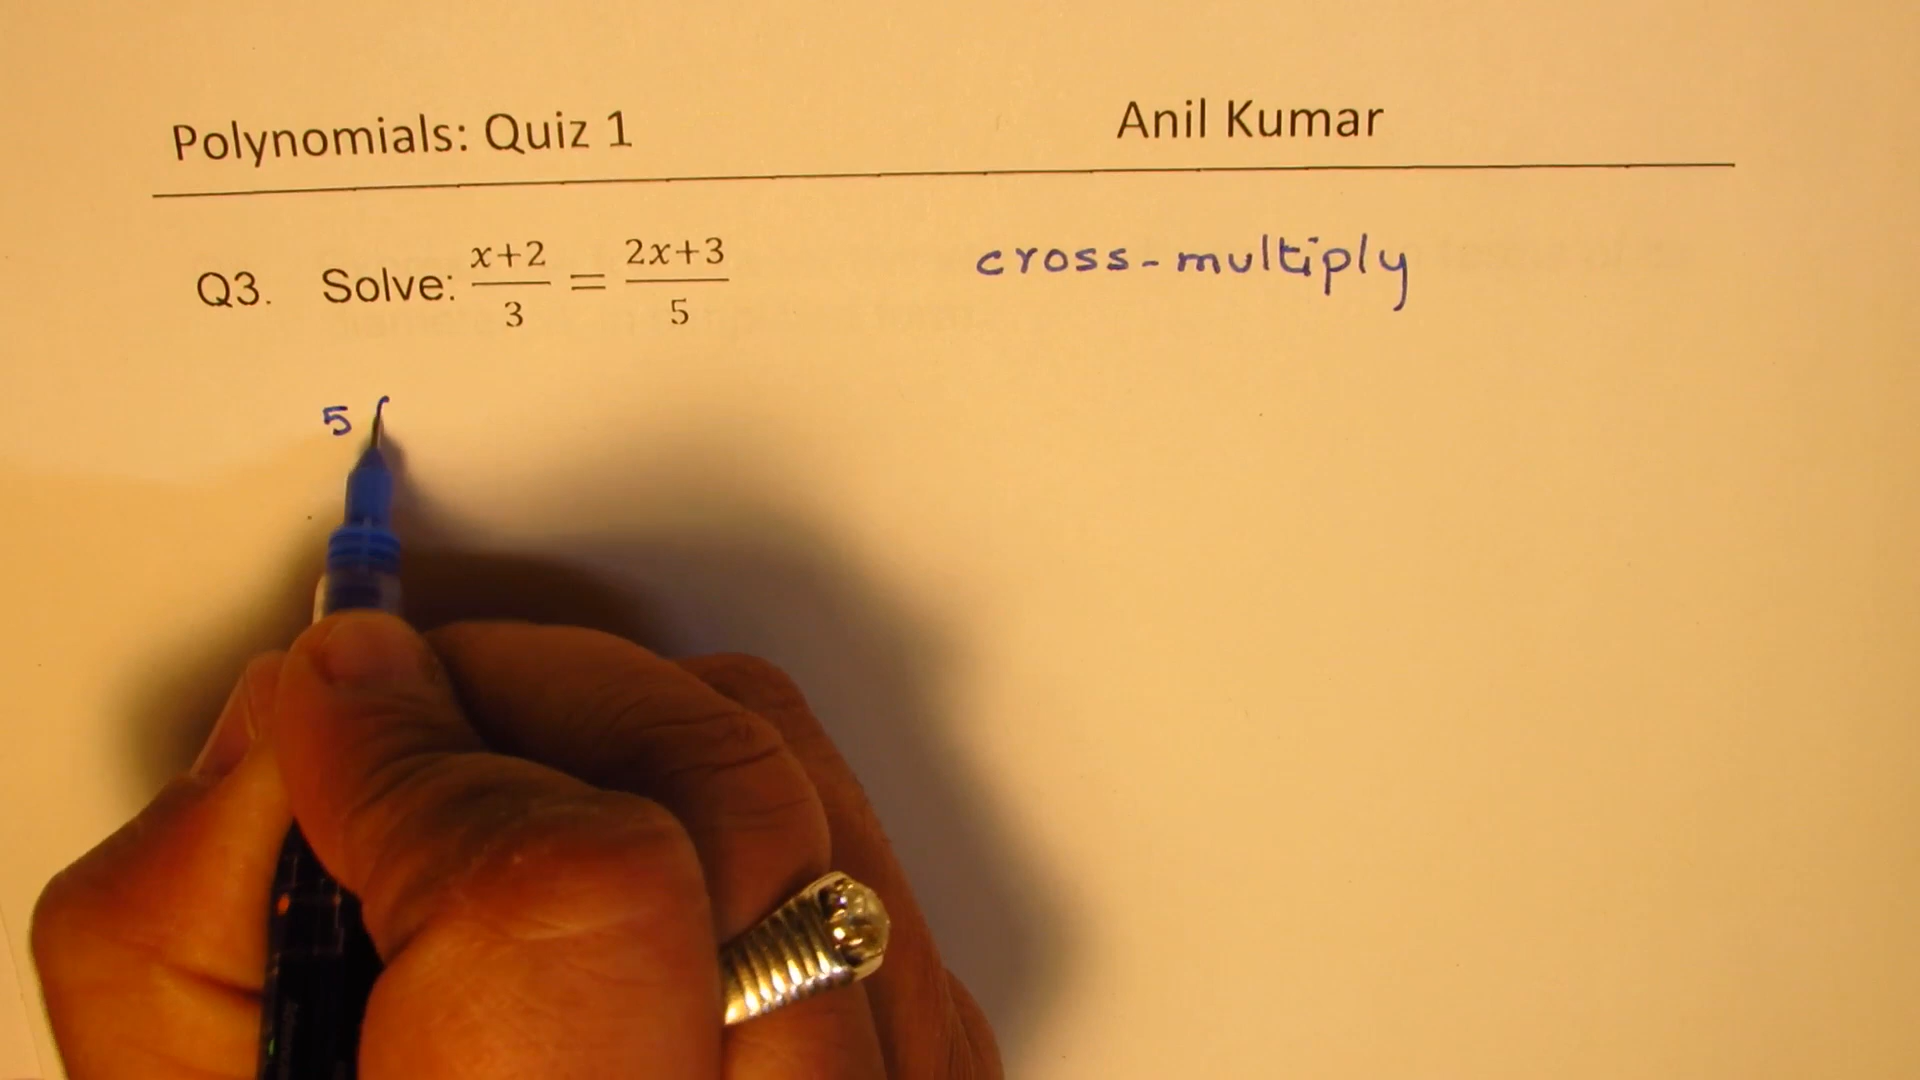 Polynomials: Quiz 1 Anil Kumar
Q3. Solve: x+2/3 = 2x+3/5 cross-multiply
5 (